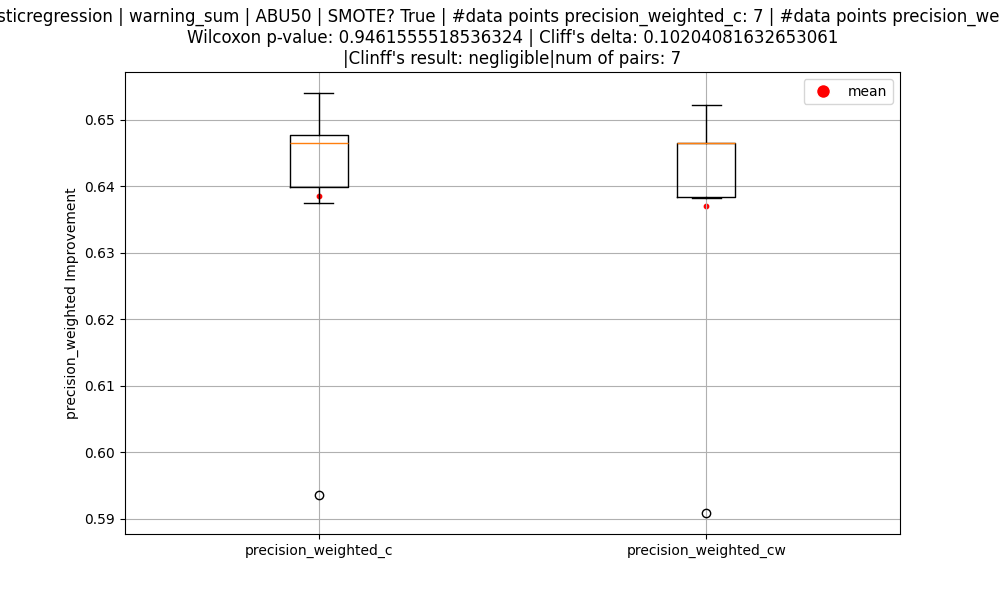 sticregression | warning_sum | ABU50 | SMOTE? True | #data points precision_weighted_c: 7 | #data points precision_we
Wilcoxon p-value: 0.9461555518536324 | Cliff's delta: 0.10204081632653061
|Clinff's result: negligible|num of pairs: 7
mean
precision_weighted Improvement
0.65
0.64
0.63
0.62
0.61
0.60
0.59
precision_weighted_c
precision_weighted_cw